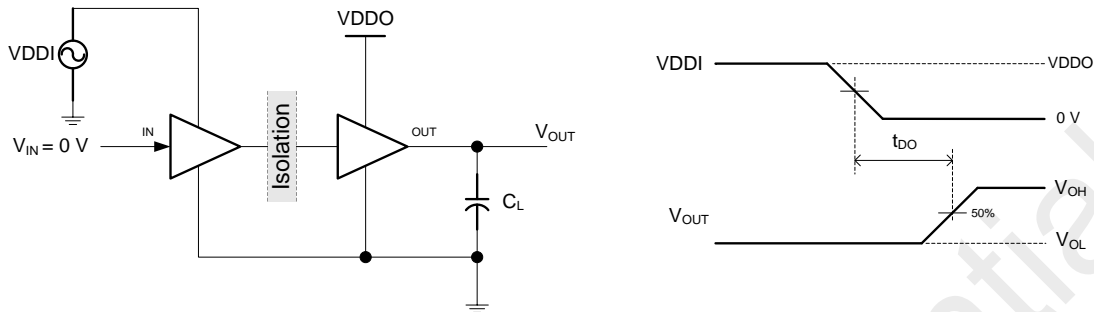 VDDO
VDDI
IN
OUT
V_IN = 0 V
V_OUT
Isolation
C_L
VDDI
VDDO
0 V
t_DO
V_OH
50%
V_OUT
V_OL